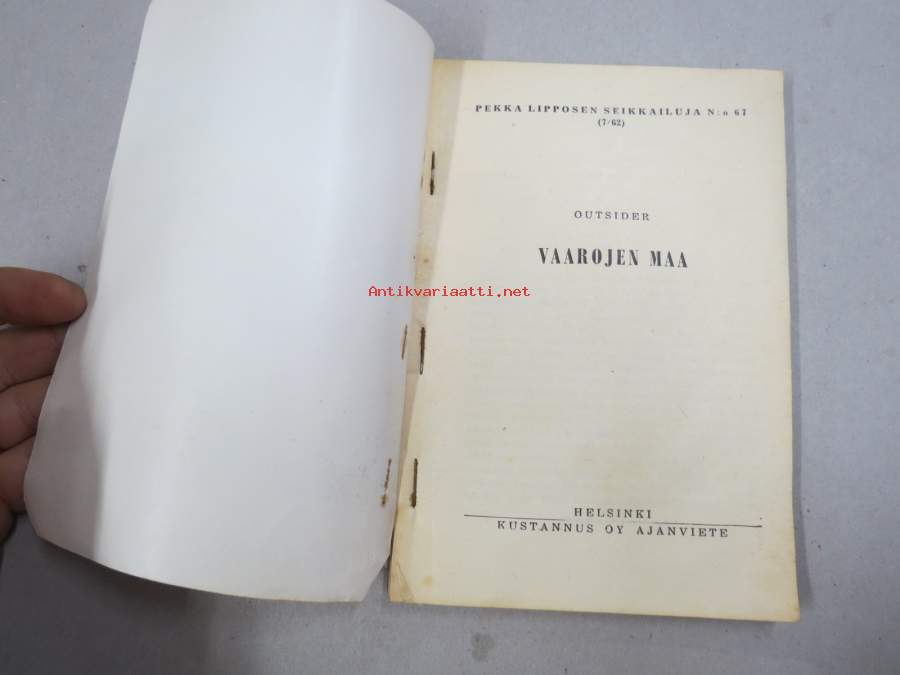 PEKKA LIPPOSEN SEIKKAILUJA N:o 67
(7/62)
OUTSIDER
VAAROJEN MAA
Antikvariaatti.net
HELSINKI
KUSTANNUS OY AJANVIETE